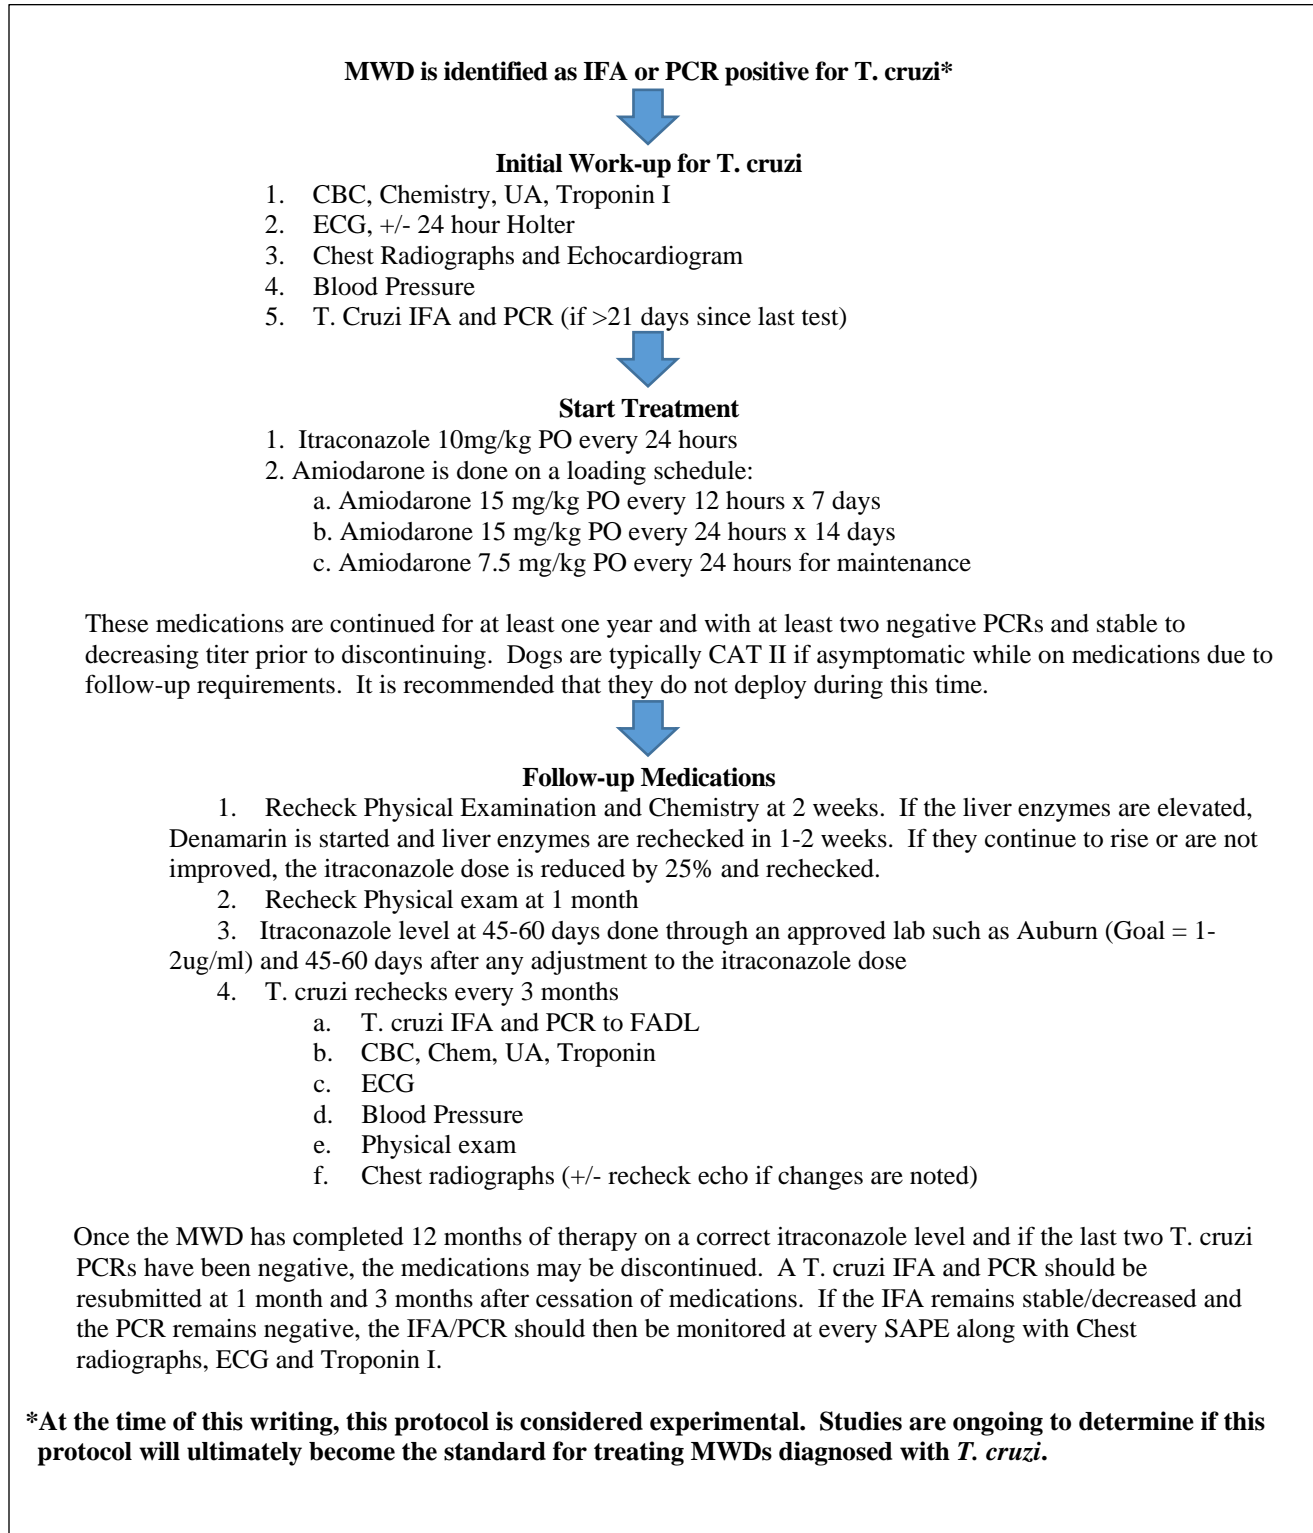 MWD is identified as IFA or PCR positive for T. cruzi*
Initial Work-up for T. cruzi
1. CBC, Chemistry, UA, Troponin I
2. ECG, +/- 24 hour Holter
3. Chest Radiographs and Echocardiogram
4. Blood Pressure
5. T. Cruzi IFA and PCR (if >21 days since last test)
Start Treatment
1. Itraconazole 10mg/kg PO every 24 hours
2. Amiodarone is done on a loading schedule:
a. Amiodarone 15 mg/kg PO every 12 hours x 7 days
b. Amiodarone 15 mg/kg PO every 24 hours x 14 days
c. Amiodarone 7.5 mg/kg PO every 24 hours for maintenance
These medications are continued for at least one year and with at least two negative PCRs and stable to
decreasing titer prior to discontinuing. Dogs are typically CAT II if asymptomatic while on medications due to
follow-up requirements. It is recommended that they do not deploy during this time.
Follow-up Medications
1. Recheck Physical Examination and Chemistry at 2 weeks. If the liver enzymes are elevated,
Denamarin is started and liver enzymes are rechecked in 1-2 weeks. If they continue to rise or are not
improved, the itraconazole dose is reduced by 25% and rechecked.
2. Recheck Physical exam at 1 month
3. Itraconazole level at 45-60 days done through an approved lab such as Auburn (Goal = 1-
2ug/ml) and 45-60 days after any adjustment to the itraconazole dose
4. T. cruzi rechecks every 3 months
a. T. cruzi IFA and PCR to FADL
b. CBC, Chem, UA, Troponin
c. ECG
d. Blood Pressure
e. Physical exam
f. Chest radiographs (+/- recheck echo if changes are noted)
Once the MWD has completed 12 months of therapy on a correct itraconazole level and if the last two T. cruzi
PCRs have been negative, the medications may be discontinued. A T. cruzi IFA and PCR should be
resubmitted at 1 month and 3 months after cessation of medications. If the IFA remains stable/decreased and
the PCR remains negative, the IFA/PCR should then be monitored at every SAPE along with Chest
radiographs, ECG and Troponin I.
*At the time of this writing, this protocol is considered experimental. Studies are ongoing to determine if this
protocol will ultimately become the standard for treating MWDs diagnosed with T. cruzi.